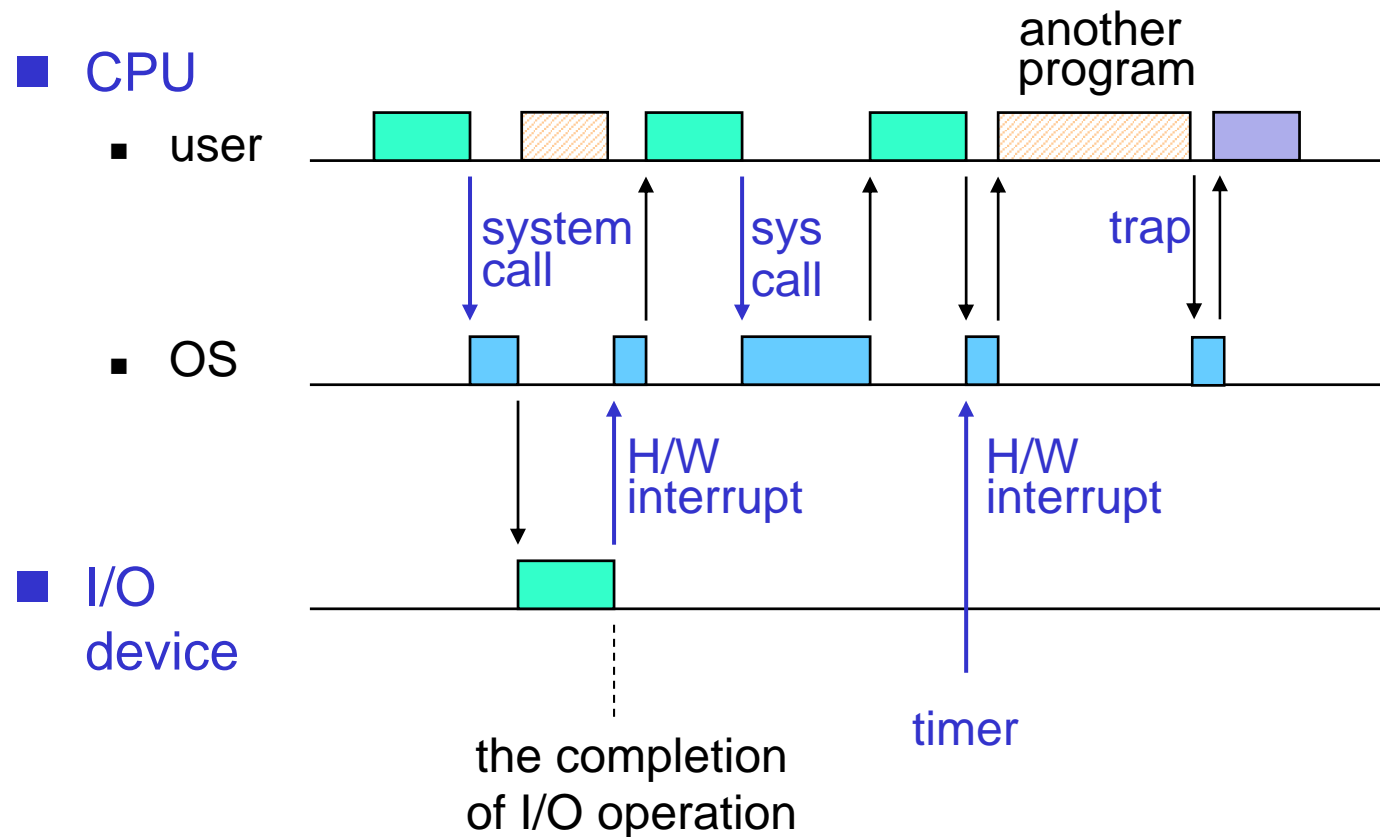 another
program
CPU
user
system
call
sys
call
trap
OS
H/W
interrupt
H/W
interrupt
I/O
device
timer
the completion
of I/O operation